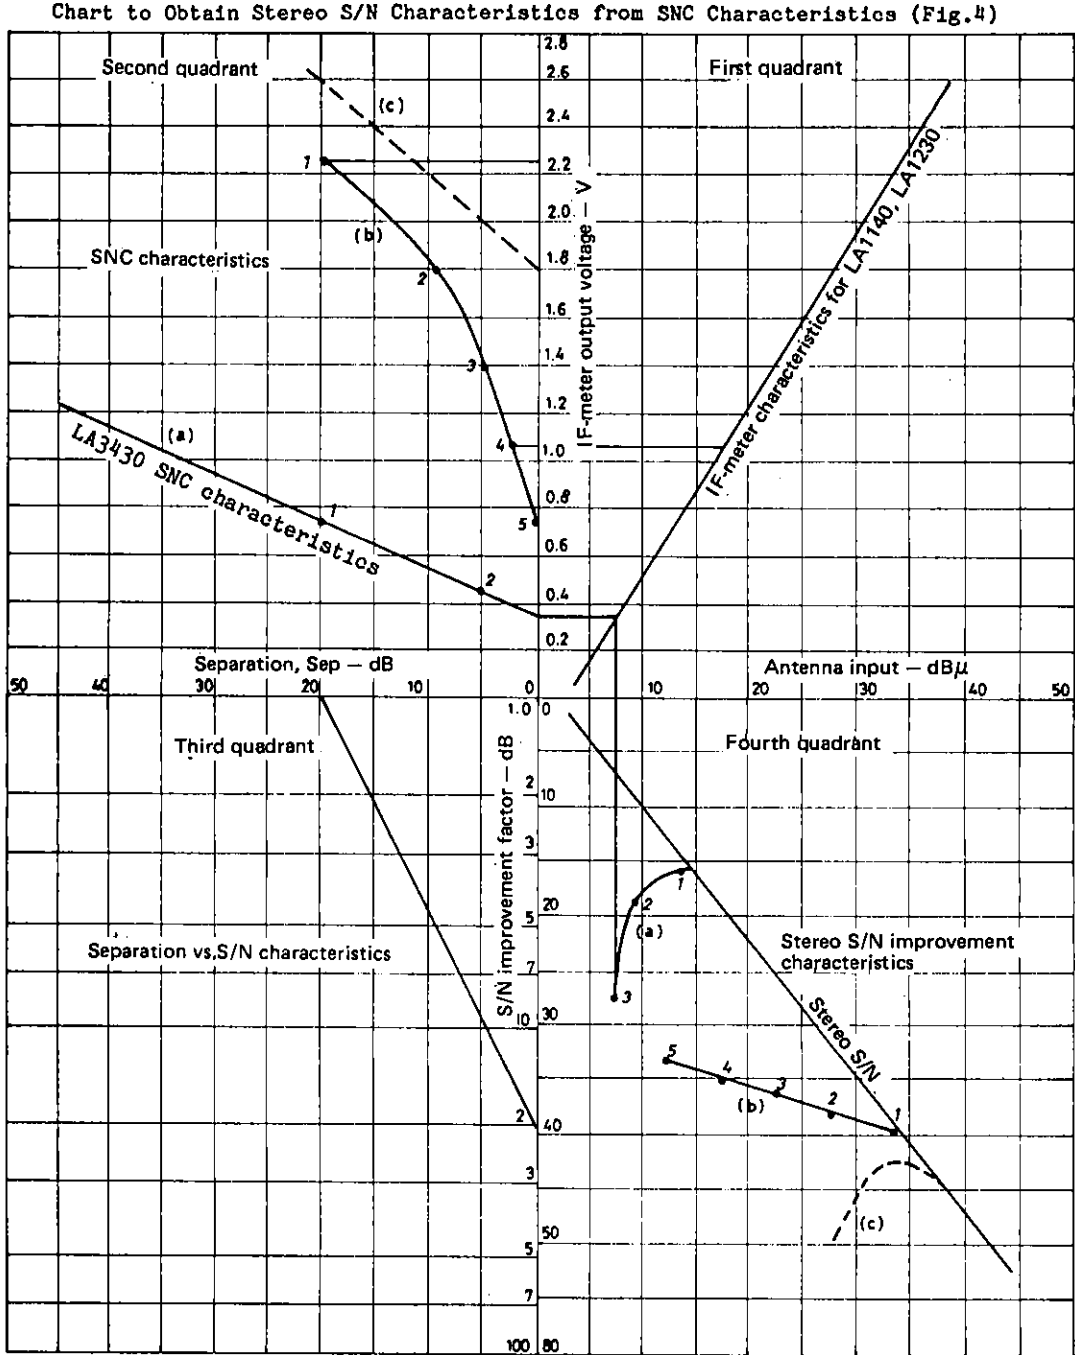 Chart to Obtain Stereo S/N Characteristics from SNC Characteristics (Fig.4)
Second quadrant
First quadrant
2.8
2.6
2.4
2.2
2.0
1.8
1.6
1.4
1.2
1.0
0.8
0.6
0.4
0.2
IF-meter output voltage — V
(c)
1
(b)
SNC characteristics
2
3
4
5
(a)
LA3430 SNC characteristics
1
2
IF-meter characteristics for LA1140, LA1230
Separation, Sep — dB
Antenna input — dBμ
50 40 30 20 10 0 10 20 30 40 50
Third quadrant
Fourth quadrant
S/N improvement factor — dB
1.0 0
2 10
3
5 20
7
10 30
2 40
3
5 50
7
100 80
Separation vs,S/N characteristics
Stereo S/N improvement
characteristics
Stereo S/N
1
2
(a)
3
5
4
3
2
1
(b)
(c)